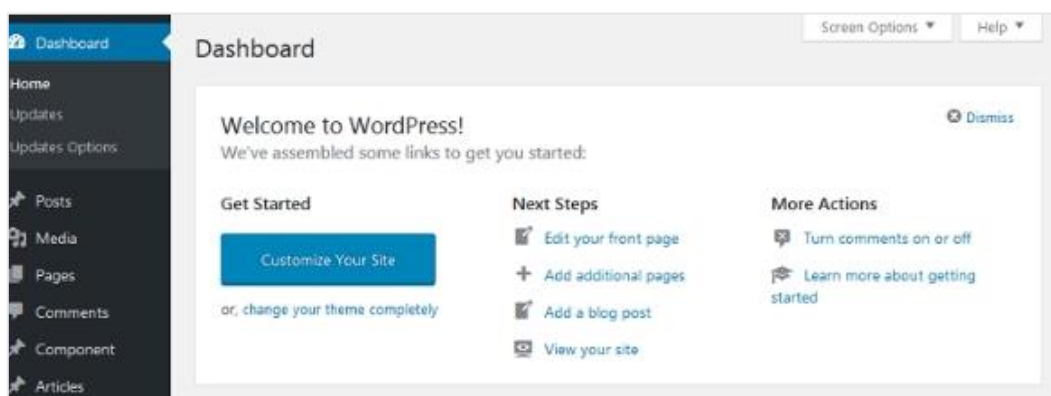 Dashboard
Home
Updates
Updates Options
Posts
Media
Pages
Comments
Component
Articles
Screen Options
Help
Dashboard
Welcome to WordPress!
We've assembled some links to get you started:
Dismiss
Get Started
Customize Your Site
or, change your theme completely
Next Steps
Edit your front page
Add additional pages
Add a blog post
View your site
More Actions
Turn comments on or off
Learn more about getting
started